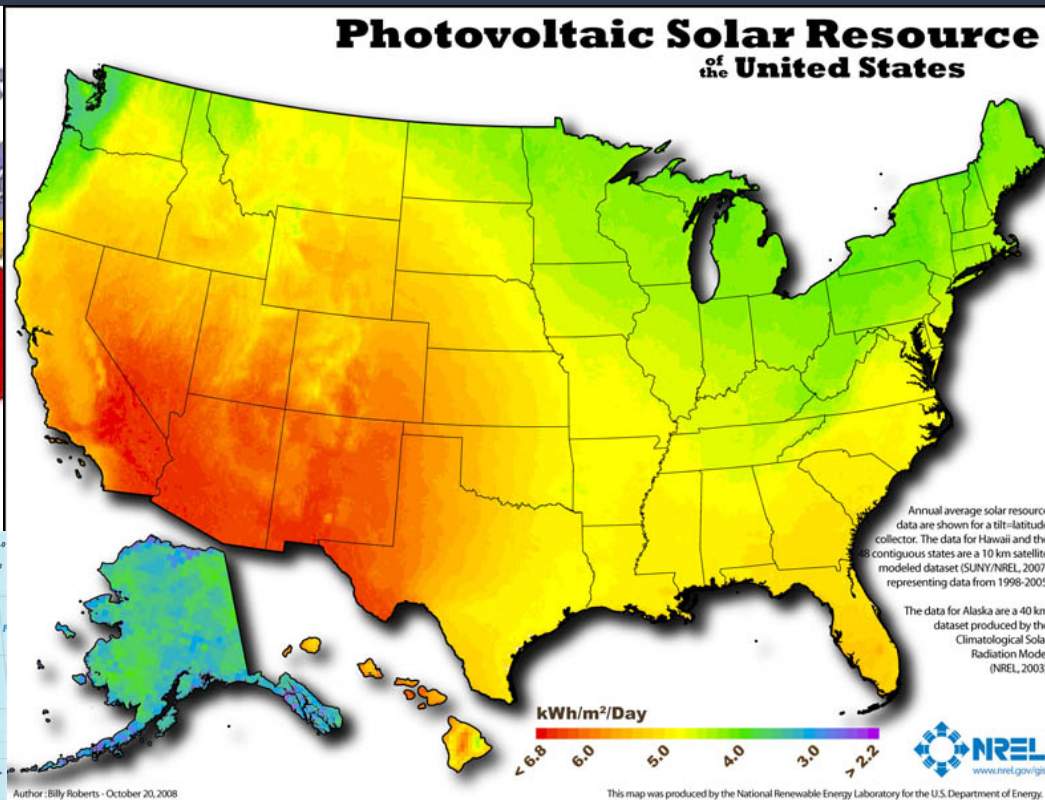 Photovoltaic Solar Resource
of the United States
Annual average solar resource
data are shown for a tilt=latitude
collector. The data for Hawaii and the
48 contiguous states are a 10 km satellite
modeled dataset (SUNY/NREL, 2007
representing data from 1998-2005
The data for Alaska are a 40 km
dataset produced by the
Climatological Sola
Radiation Mode
(NREL, 2003
kWh/m²/Day
< 6.8 6.0 5.0 4.0 3.0 > 2.2
NREL
www.nrel.gov/gis
Author : Billy Roberts - October 20, 2008
This map was produced by the National Renewable Energy Laboratory for the U.S. Department of Energy.